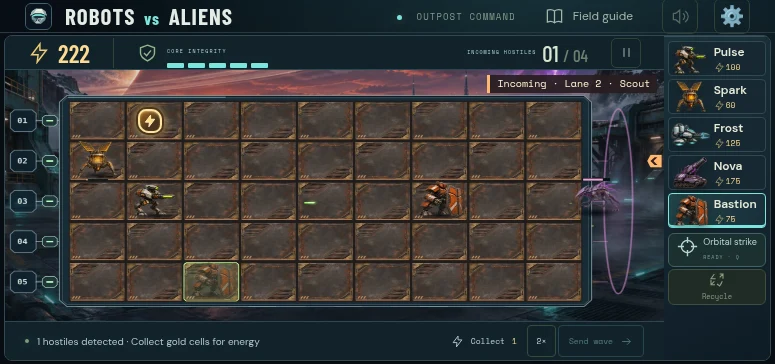 ROBOTS vs ALIENS
OUTPOST COMMAND
Field guide
222
CORE INTEGRITY
INCOMING HOSTILES 01 / 04
Incoming · Lane 2 · Scout
01
02
03
04
05
Pulse
100
Spark
60
Frost
125
Nova
175
Bastion
75
Orbital strike
READY · Q
Recycle
1 hostiles detected · Collect gold cells for energy
Collect 1
2×
Send wave →